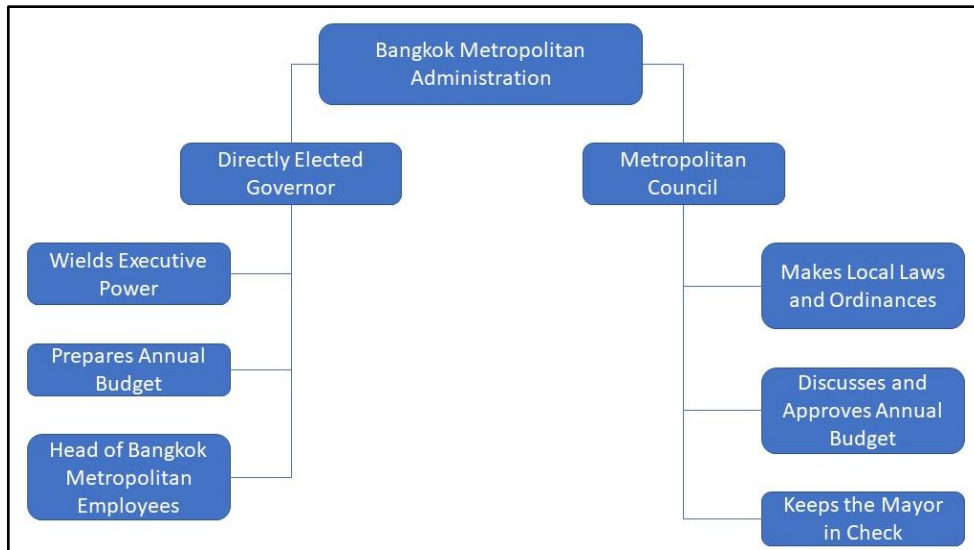 Bangkok Metropolitan
Administration
Directly Elected
Governor
Wields Executive
Power
Prepares Annual
Budget
Head of Bangkok
Metropolitan
Employees
Metropolitan
Council
Makes Local Laws
and Ordinances
Discusses and
Approves Annual
Budget
Keeps the Mayor
in Check